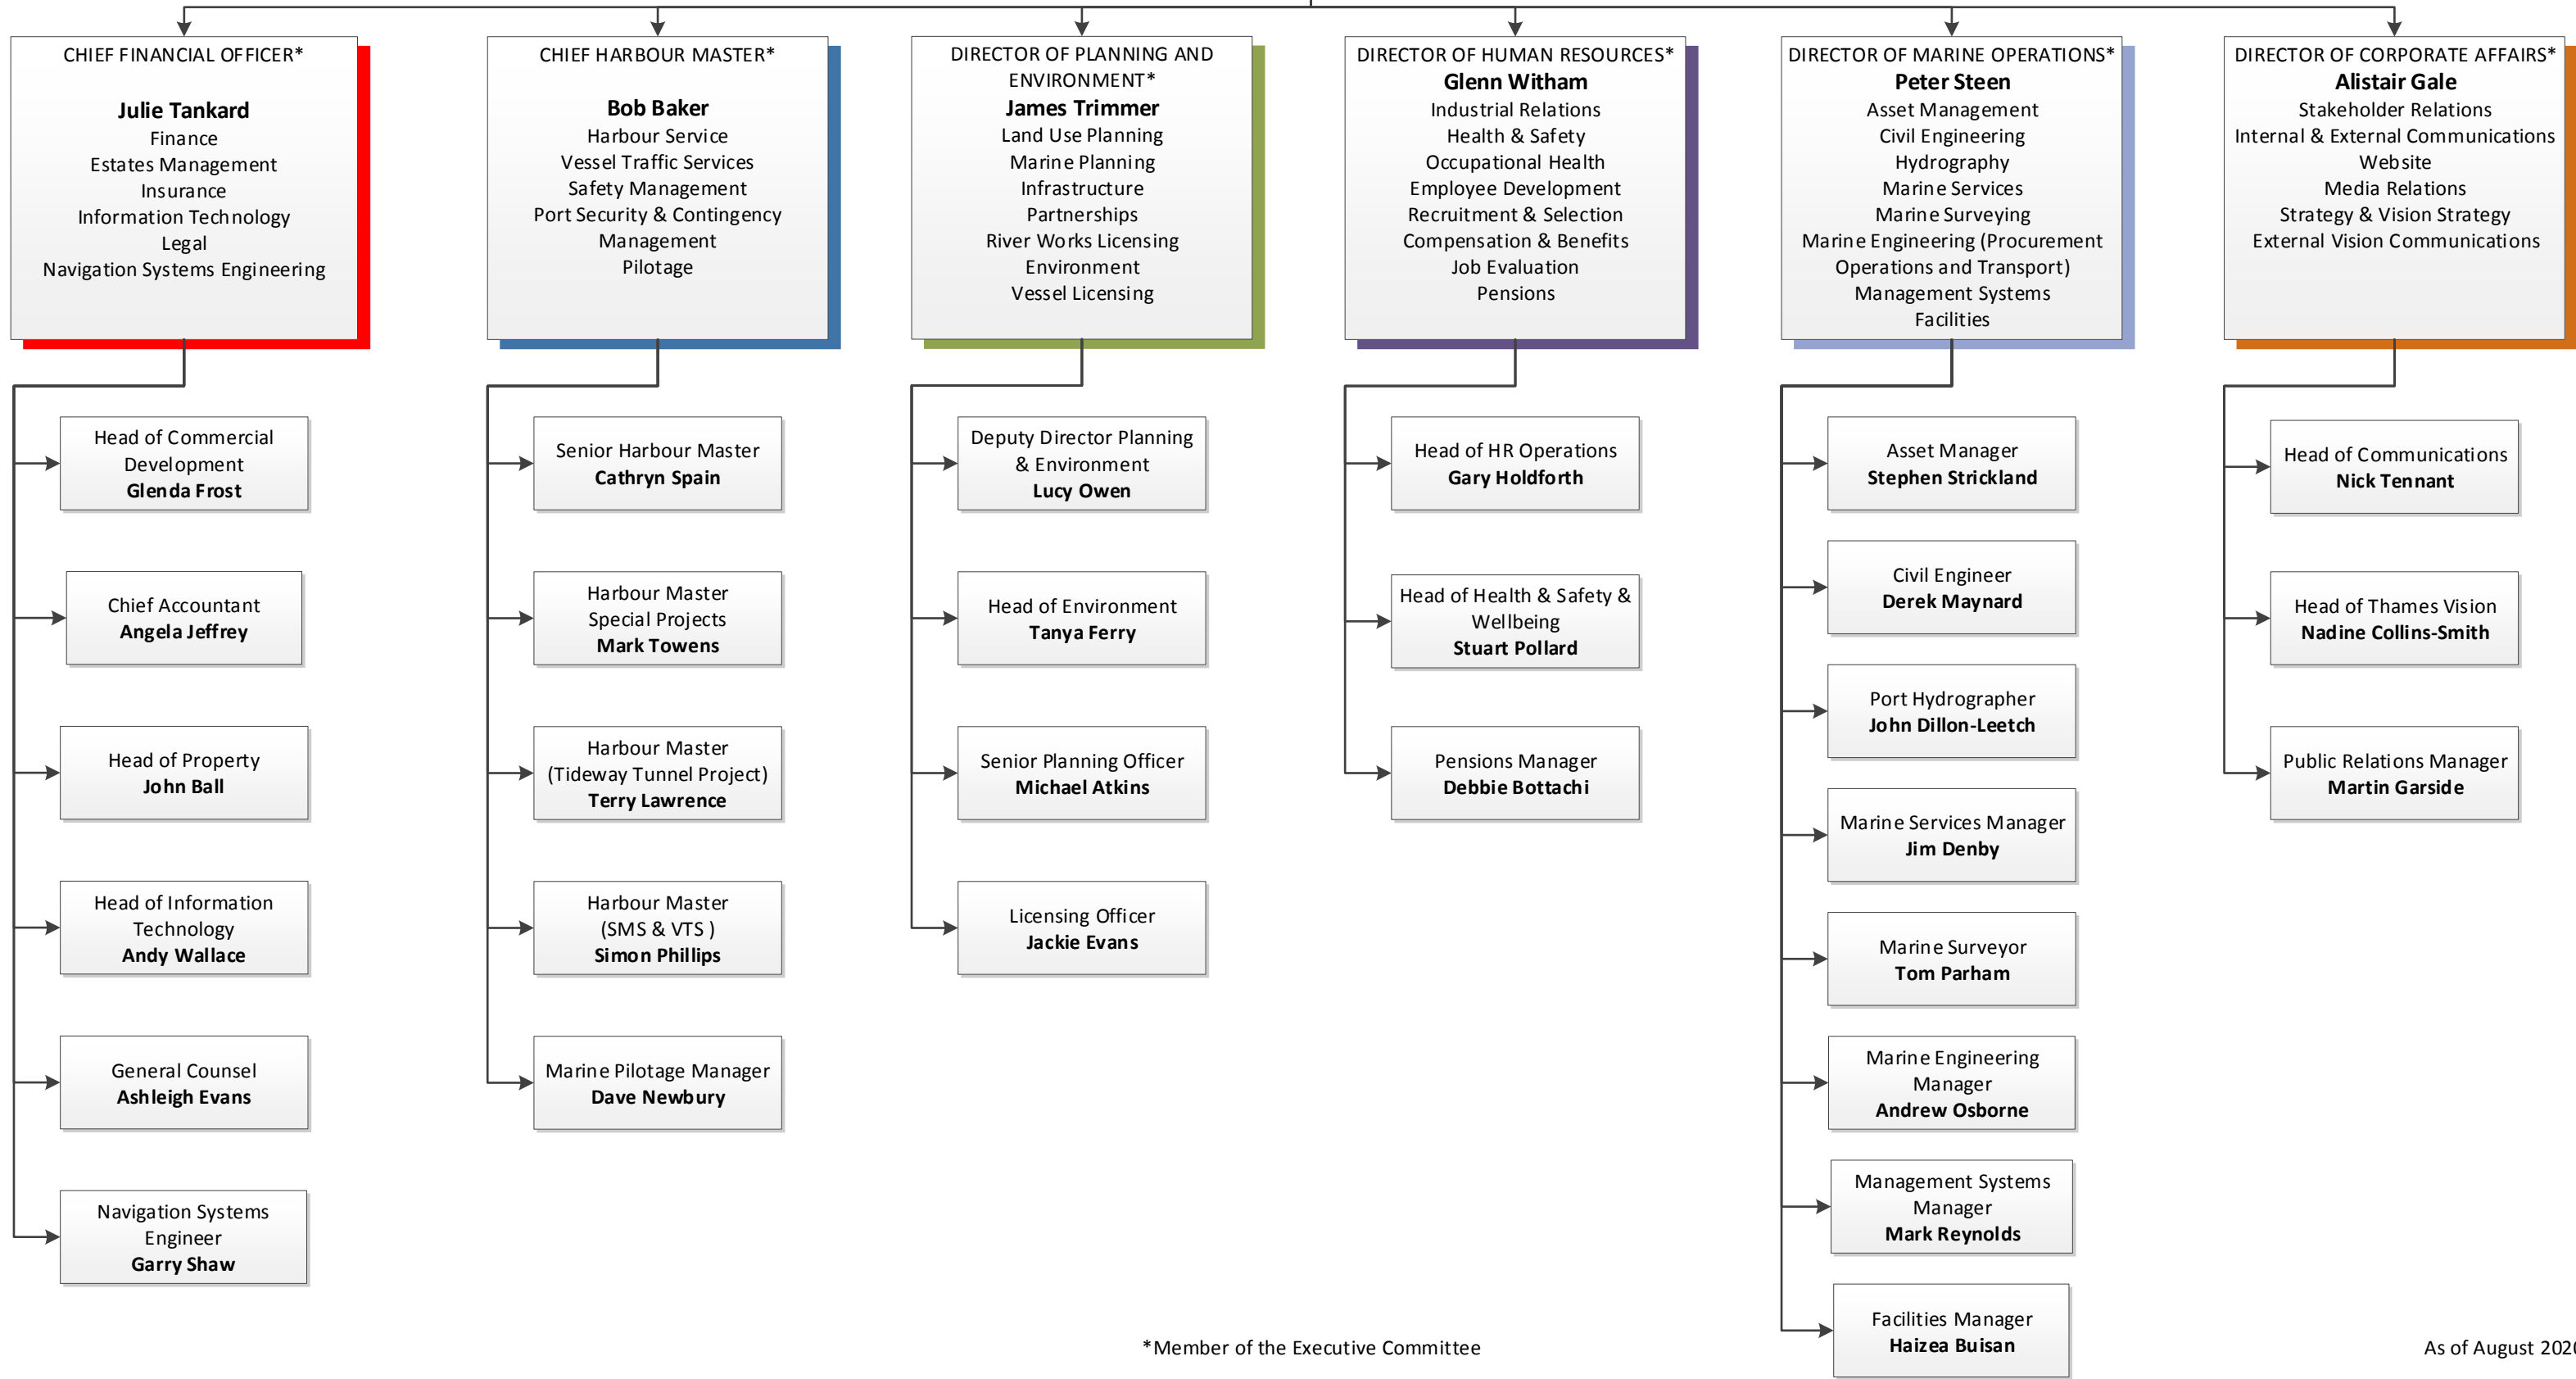 CHIEF FINANCIAL OFFICER*
Julie Tankard
Finance
Estates Management
Insurance
Information Technology
Legal
Navigation Systems Engineering
CHIEF HARBOUR MASTER*
Bob Baker
Harbour Service
Vessel Traffic Services
Safety Management
Port Security & Contingency
Management
Pilotage
DIRECTOR OF PLANNING AND
ENVIRONMENT*
James Trimmer
Land Use Planning
Marine Planning
Infrastructure
Partnerships
River Works Licensing
Environment
Vessel Licensing
DIRECTOR OF HUMAN RESOURCES*
Glenn Witham
Industrial Relations
Health & Safety
Occupational Health
Employee Development
Recruitment & Selection
Compensation & Benefits
Job Evaluation
Pensions
DIRECTOR OF MARINE OPERATIONS*
Peter Steen
Asset Management
Civil Engineering
Hydrography
Marine Services
Marine Surveying
Marine Engineering (Procurement
Operations and Transport)
Management Systems
Facilities
DIRECTOR OF CORPORATE AFFAIRS*
Alistair Gale
Stakeholder Relations
Internal & External Communications
Website
Media Relations
Strategy & Vision Strategy
External Vision Communications
Head of Commercial
Development
Glenda Frost
Chief Accountant
Angela Jeffrey
Head of Property
John Ball
Head of Information
Technology
Andy Wallace
General Counsel
Ashleigh Evans
Navigation Systems
Engineer
Garry Shaw
Senior Harbour Master
Cathryn Spain
Harbour Master
Special Projects
Mark Towens
Harbour Master
(Tideway Tunnel Project)
Terry Lawrence
Harbour Master
(SMS & VTS )
Simon Phillips
Marine Pilotage Manager
Dave Newbury
Deputy Director Planning
& Environment
Lucy Owen
Head of Environment
Tanya Ferry
Senior Planning Officer
Michael Atkins
Licensing Officer
Jackie Evans
Head of HR Operations
Gary Holdforth
Head of Health & Safety &
Wellbeing
Stuart Pollard
Pensions Manager
Debbie Bottachi
Asset Manager
Stephen Strickland
Civil Engineer
Derek Maynard
Port Hydrographer
John Dillon-Leetch
Marine Services Manager
Jim Denby
Marine Surveyor
Tom Parham
Marine Engineering
Manager
Andrew Osborne
Management Systems
Manager
Mark Reynolds
Facilities Manager
Haizea Buisan
Head of Communications
Nick Tennant
Head of Thames Vision
Nadine Collins-Smith
Public Relations Manager
Martin Garside
*Member of the Executive Committee
As of August 2020